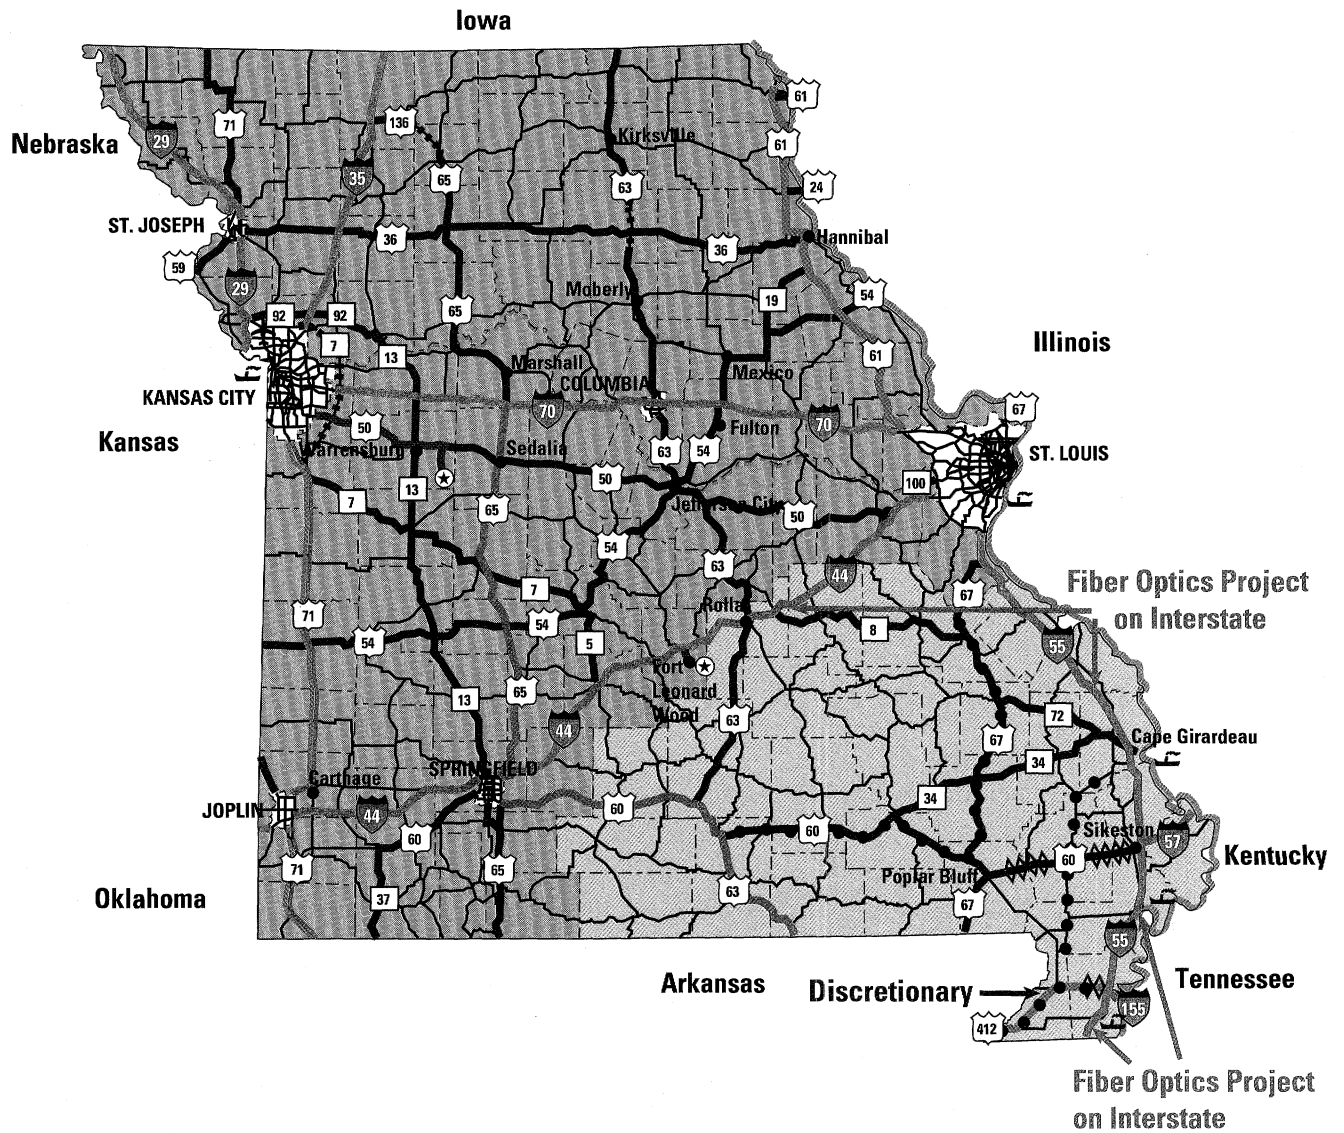 Iowa
61
71
136
Nebraska
29
Kirksville
61
35
65
63
24
ST. JOSEPH
36
36
Hannibal
59
29
Moberly
19
54
92
92
65
7
13
61
Illinois
Marshall
Mexico
COLUMBIA
KANSAS CITY
70
70
67
50
Fulton
Kansas
Warrensburg
Sedalia
63
54
ST. LOUIS
50
100
7
13
65
Jefferson City
50
54
63
44
Fiber Optics Project
on Interstate
7
67
Rolla
71
54
54
5
8
55
Fort
Leonard
Wood
65
13
72
63
44
67
Cape Girardeau
34
SPRINGFIELD
Carthage
34
JOPLIN
44
60
60
60
Sikeston
57
60
Kentucky
71
65
Poplar Bluff
Oklahoma
37
63
67
55
Arkansas
Discretionary
Tennessee
155
412
Fiber Optics Project
on Interstate